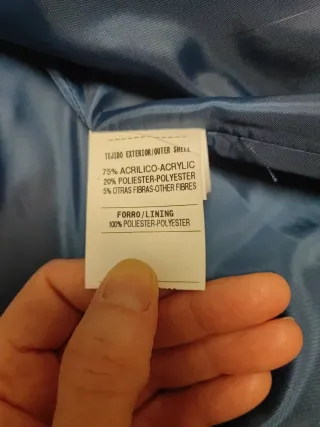 TEJIDO EXTERIOR/OUTER SHELL
75% ACRILICO-ACRYLIC
20% POLIESTER-POLYESTER
5% OTRAS FIBRAS-OTHER FIBRES
FORRO/LINING
100% POLIESTER-POLYESTER